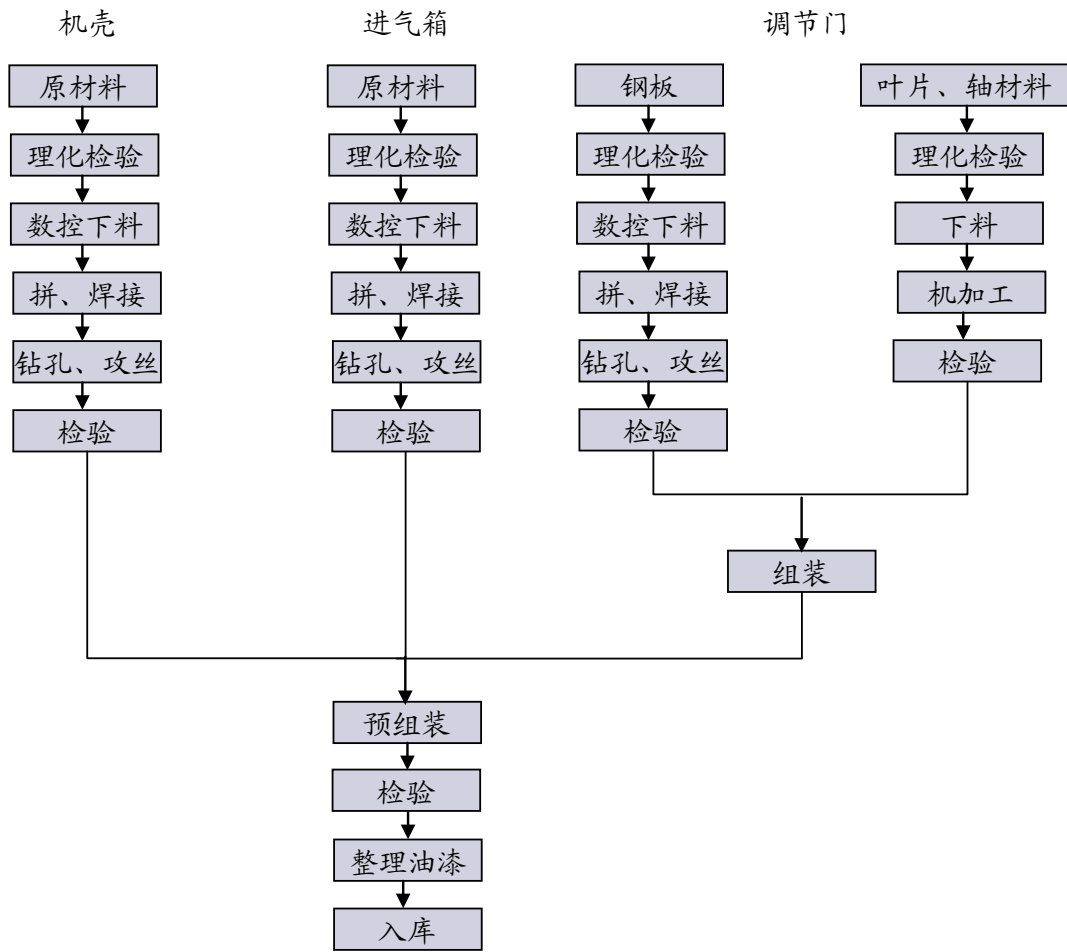 机壳
进气箱
调节门
原材料
原材料
钢板
叶片、轴材料
理化检验
理化检验
理化检验
理化检验
数控下料
数控下料
数控下料
下料
拼、焊接
拼、焊接
拼、焊接
机加工
钻孔、攻丝
钻孔、攻丝
钻孔、攻丝
检验
检验
检验
检验
组装
预组装
检验
整理油漆
入库